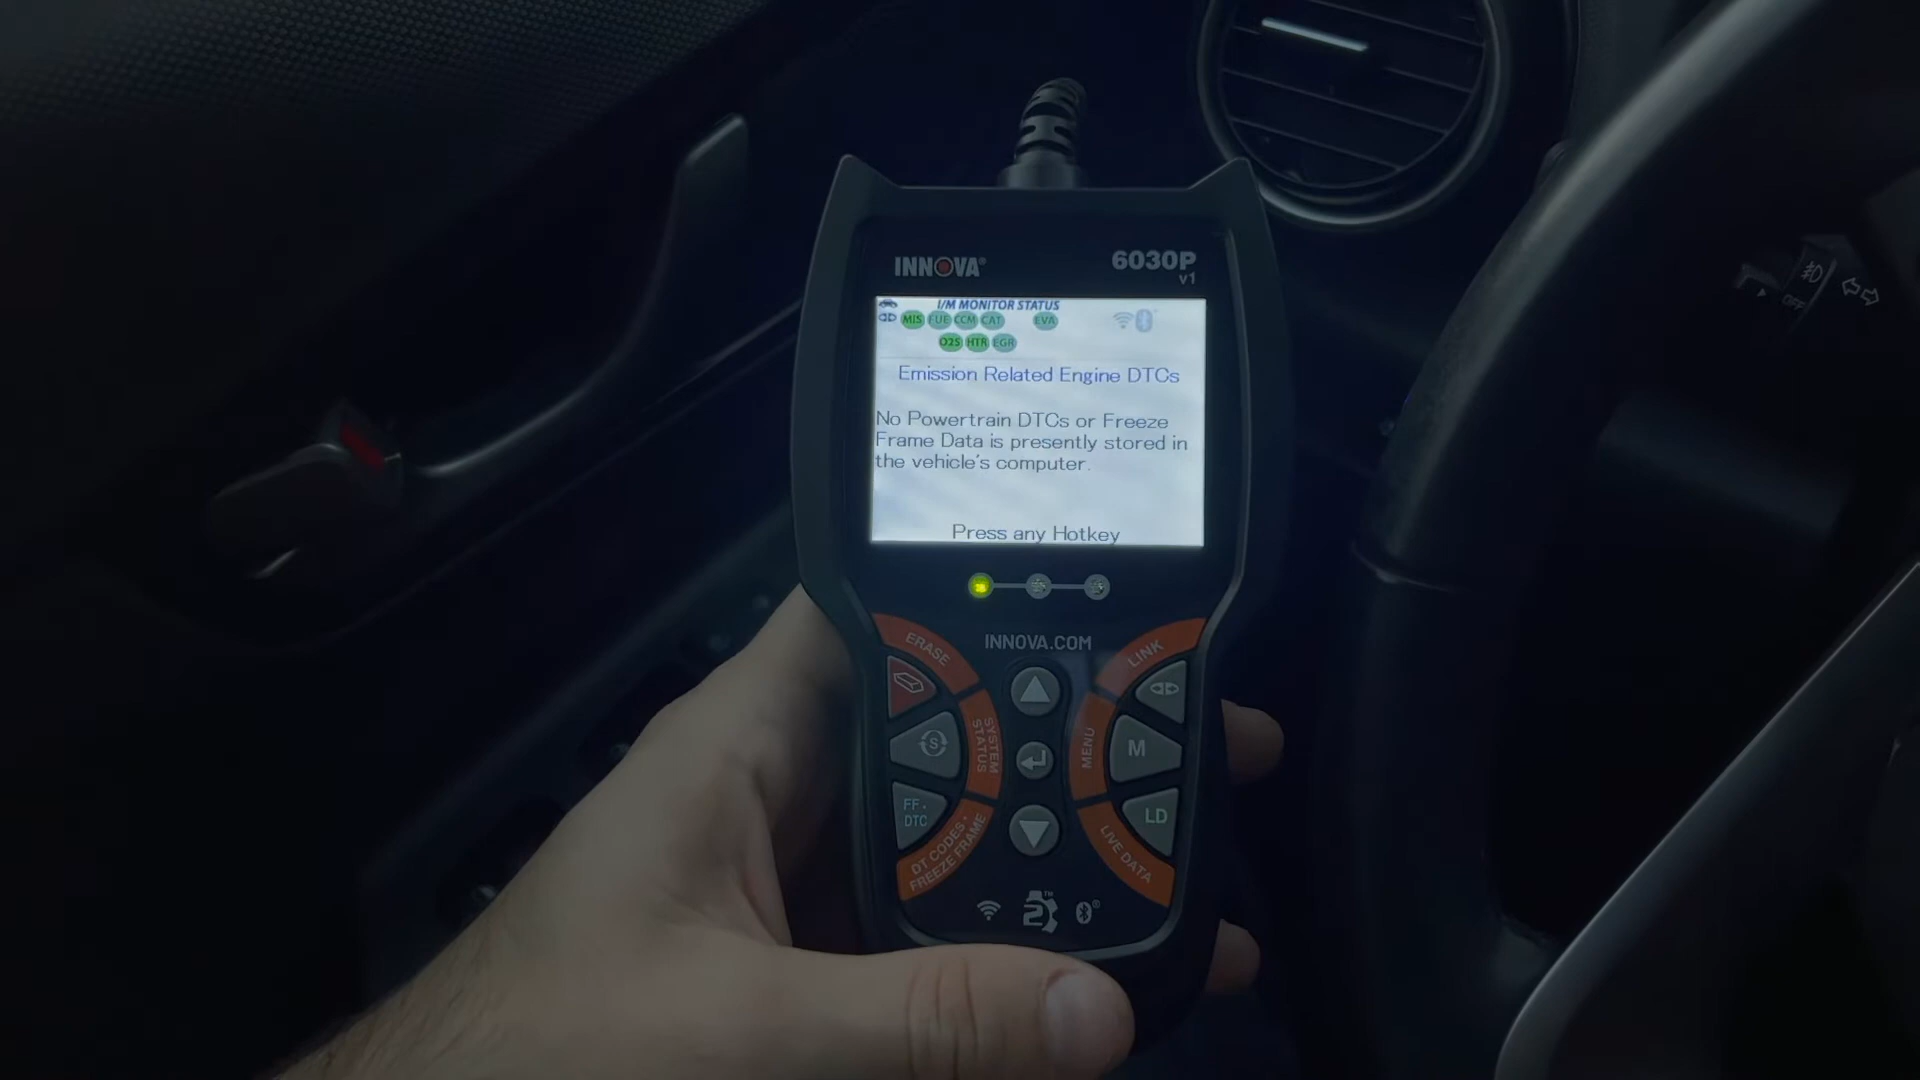 INNOVA®
6030P
v1
I/M MONITOR STATUS
MIS FUE CCM CAT EVA
O2S HTR EGR
Emission Related Engine DTCs
No Powertrain DTCs or Freeze
Frame Data is presently stored in
the vehicle's computer.
Press any Hotkey
INNOVA.COM
ERASE
LINK
S
SYSTEM
STATUS
MENU
M
FF•
DTC
DT CODES•
FREEZE FRAME
LD
LIVE DATA
2
OFF